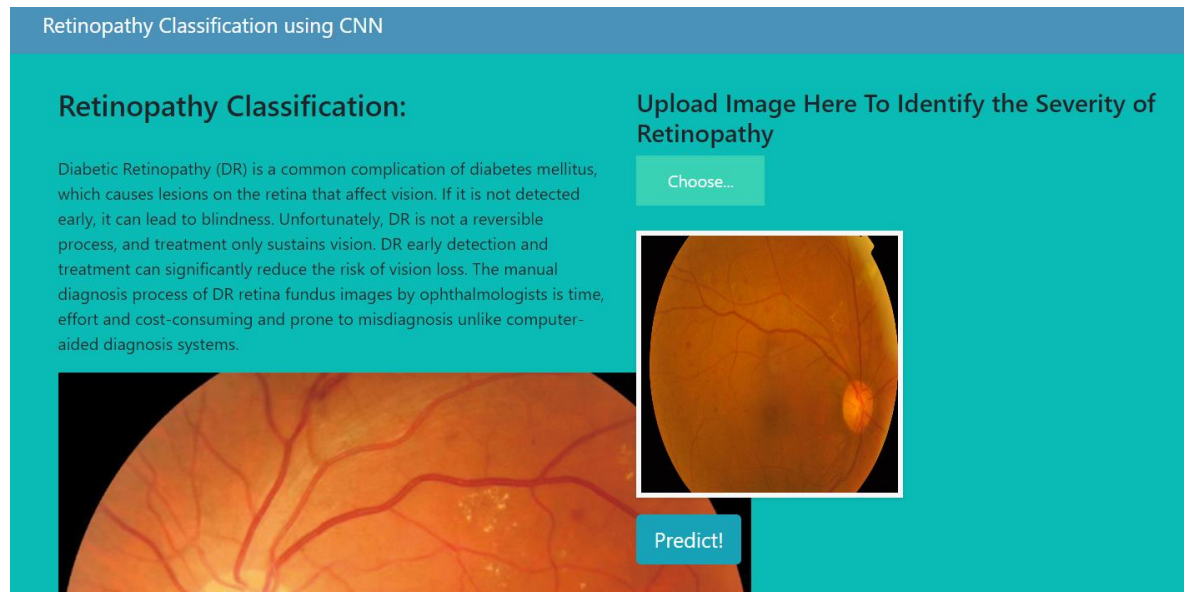 Retinopathy Classification using CNN
Retinopathy Classification:
Diabetic Retinopathy (DR) is a common complication of diabetes mellitus,
which causes lesions on the retina that affect vision. If it is not detected
early, it can lead to blindness. Unfortunately, DR is not a reversible
process, and treatment only sustains vision. DR early detection and
treatment can significantly reduce the risk of vision loss. The manual
diagnosis process of DR retina fundus images by ophthalmologists is time,
effort and cost-consuming and prone to misdiagnosis unlike computer-
aided diagnosis systems.
Upload Image Here To Identify the Severity of
Retinopathy
Choose...
Predict!